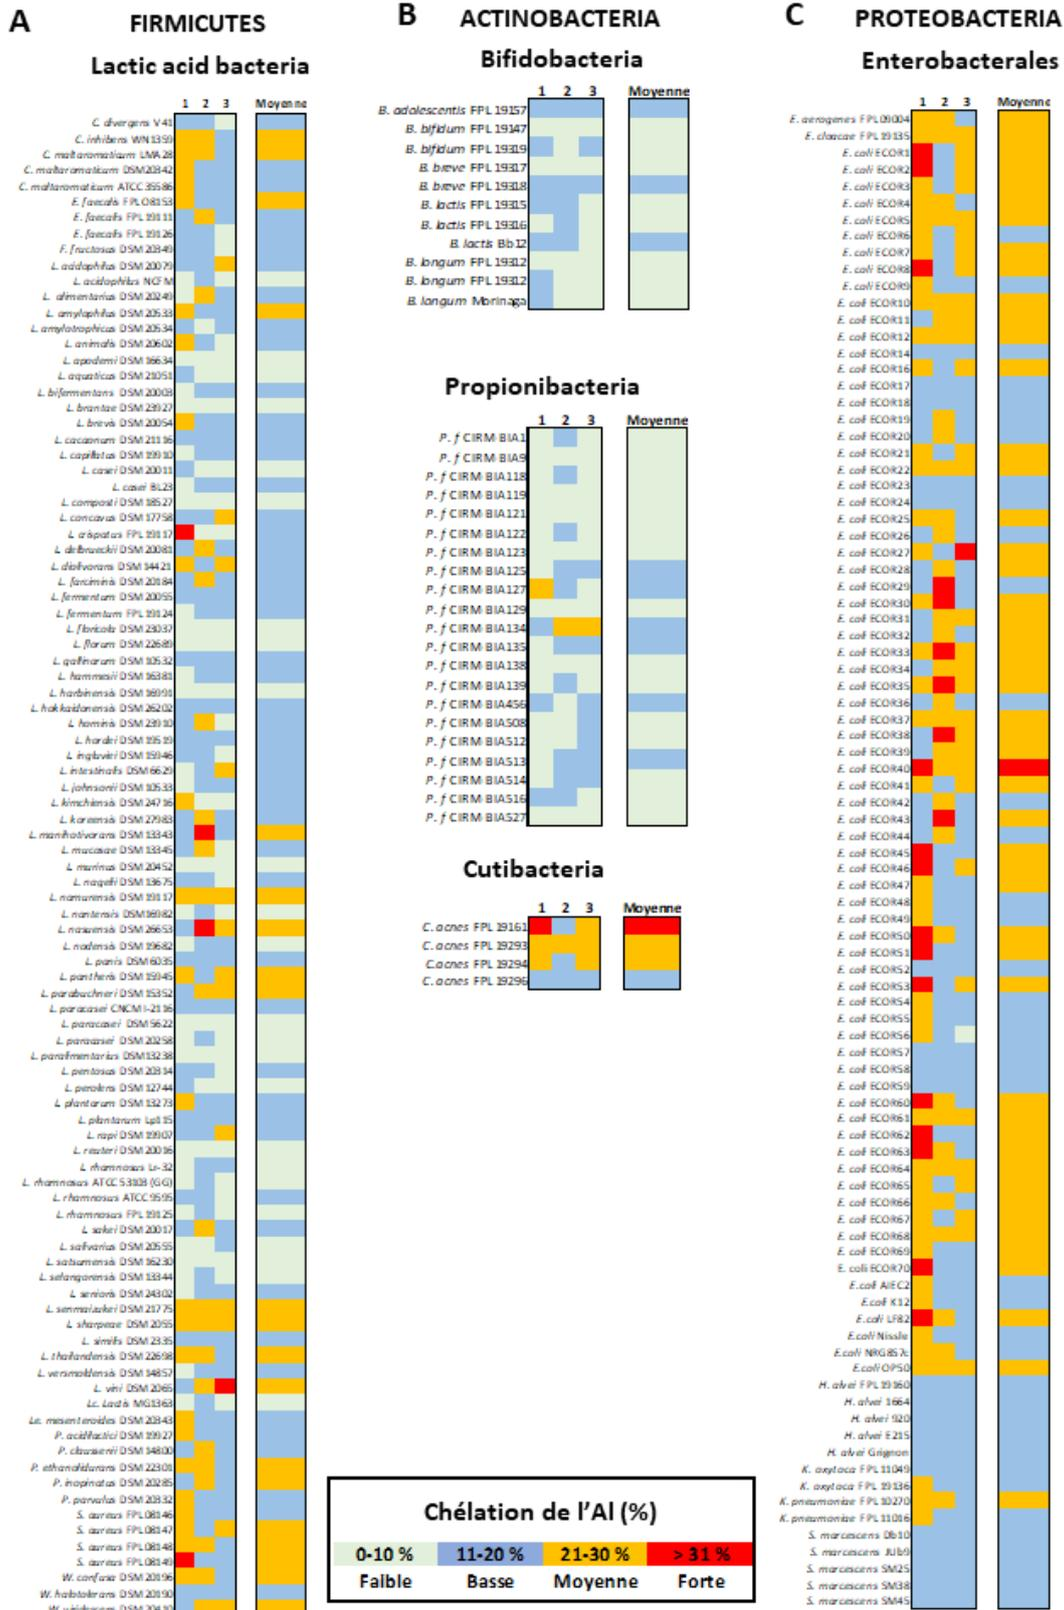 A
FIRMICUTES
Lactic acid bacteria
1 2 3 Moyenne
C. divergens V41
C. inhibens WN1359
C. maltaromaticum LMA28
C. maltaromaticum DSM20342
C. maltaromaticum ATCC 35586
E. faecalis FPL08153
E. faecalis FPL 19111
E. faecalis FPL 19126
F. fructosus DSM 20349
L. acidophilus DSM 20079
L. acidophilus NCFM
L. alimentarius DSM 20249
L. amylophilus DSM 20533
L. amylotrophicus DSM 20534
L. animalis DSM 20602
L. apodemi DSM 16634
L. aquaticus DSM 21051
L. bifermentans DSM 20003
L. brantae DSM 23927
L. brevis DSM 20054
L. cacaonum DSM 21116
L. capillatus DSM 19910
L. casei DSM 20011
L. casei BL23
L. composti DSM 18527
L. concavus DSM 17758
L. crispatus FPL 19117
L. delbrueckii DSM 20081
L. diolivorans DSM 14421
L. farciminis DSM 20184
L. fermentum DSM 20055
L. fermentum FPL 19124
L. floricola DSM 23037
L. florum DSM 22689
L. gallinarum DSM 10532
L. hammesii DSM 16381
L. harbinensis DSM 16991
L. hokkaidonensis DSM 26202
L. hominis DSM 23910
L. hordei DSM 19519
L. ingluviei DSM 15946
L. intestinalis DSM 6629
L. johnsonii DSM 10533
L. kimchiensis DSM 24716
L. koreensis DSM 27983
L. manihotivorans DSM 13343
L. mucosae DSM 13345
L. murinus DSM 20452
L. nagelii DSM 13675
L. namurensis DSM 19117
L. nantensis DSM 16982
L. nasuensis DSM 26653
L. nodensis DSM 19682
L. panis DSM 6035
L. pantheris DSM 15945
L. parabuchneri DSM 15352
L. paracasei CNCM I-2116
L. paracasei DSM 5622
L. paracasei DSM 20258
L. paralimentarius DSM 13238
L. pentosus DSM 20314
L. perolens DSM 12744
L. plantarum DSM 13273
L. plantarum Lp115
L. rapi DSM 19907
L. reuteri DSM 20016
L. rhamnosus Lr-32
L. rhamnosus ATCC 53103 (GG)
L. rhamnosus ATCC 9595
L. rhamnosus FPL 19125
L. sakei DSM 20017
L. salivarius DSM 20555
L. satsumensis DSM 16230
L. selangorensis DSM 13344
L. senioris DSM 24302
L. senmaizukei DSM 21775
L. sharpeae DSM 2055
L. similis DSM 2335
L. thailandensis DSM 22698
L. versmoldensis DSM 14857
L. vini DSM 2065
Lc. Lactis MG1363
Le. mesenteroides DSM 20343
P. acidilactici DSM 19927
P. claussenii DSM 14800
P. ethanolidurans DSM 22301
P. inopinatus DSM 20285
P. parvulus DSM 20332
S. aureus FPL 08146
S. aureus FPL 08147
S. aureus FPL 08148
S. aureus FPL 08149
W. confusa DSM 20196
W. halotolerans DSM 20190
W. viridescens DSM 20410
B
ACTINOBACTERIA
Bifidobacteria
1 2 3 Moyenne
B. adolescentis FPL 19157
B. bifidum FPL 19147
B. bifidum FPL 19319
B. breve FPL 19317
B. breve FPL 19318
B. lactis FPL 19315
B. lactis FPL 19316
B. lactis Bb12
B. longum FPL 19312
B. longum FPL 19312
B. longum Morinaga
Propionibacteria
1 2 3 Moyenne
P. f CIRM BIA1
P. f CIRM BIA9
P. f CIRM BIA118
P. f CIRM BIA119
P. f CIRM BIA121
P. f CIRM BIA122
P. f CIRM BIA123
P. f CIRM BIA125
P. f CIRM BIA127
P. f CIRM BIA129
P. f CIRM BIA134
P. f CIRM BIA135
P. f CIRM BIA138
P. f CIRM BIA139
P. f CIRM BIA456
P. f CIRM BIA508
P. f CIRM BIA512
P. f CIRM BIA513
P. f CIRM BIA514
P. f CIRM BIA516
P. f CIRM BIA527
Cutibacteria
1 2 3 Moyenne
C. acnes FPL 19161
C. acnes FPL 19293
C. acnes FPL 19294
C. acnes FPL 19296
C
PROTEOBACTERIA
Enterobacterales
1 2 3 Moyenne
E. aerogenes FPL09004
E. cloacae FPL 19135
E. coli ECOR1
E. coli ECOR2
E. coli ECOR3
E. coli ECOR4
E. coli ECOR5
E. coli ECOR6
E. coli ECOR7
E. coli ECOR8
E. coli ECOR9
E. coli ECOR10
E. coli ECOR11
E. coli ECOR12
E. coli ECOR14
E. coli ECOR16
E. coli ECOR17
E. coli ECOR18
E. coli ECOR19
E. coli ECOR20
E. coli ECOR21
E. coli ECOR22
E. coli ECOR23
E. coli ECOR24
E. coli ECOR25
E. coli ECOR26
E. coli ECOR27
E. coli ECOR28
E. coli ECOR29
E. coli ECOR30
E. coli ECOR31
E. coli ECOR32
E. coli ECOR33
E. coli ECOR34
E. coli ECOR35
E. coli ECOR36
E. coli ECOR37
E. coli ECOR38
E. coli ECOR39
E. coli ECOR40
E. coli ECOR41
E. coli ECOR42
E. coli ECOR43
E. coli ECOR44
E. coli ECOR45
E. coli ECOR46
E. coli ECOR47
E. coli ECOR48
E. coli ECOR49
E. coli ECOR50
E. coli ECOR51
E. coli ECOR52
E. coli ECOR53
E. coli ECOR54
E. coli ECOR55
E. coli ECOR56
E. coli ECOR57
E. coli ECOR58
E. coli ECOR59
E. coli ECOR60
E. coli ECOR61
E. coli ECOR62
E. coli ECOR63
E. coli ECOR64
E. coli ECOR65
E. coli ECOR66
E. coli ECOR67
E. coli ECOR68
E. coli ECOR69
E. coli ECOR70
E.coli AIEC2
E.coli K12
E.coli LF82
E.coli Nissle
E.coli NRG857c
E.coli OP50
H. alvei FPL 19160
H. alvei 1664
H. alvei 920
H. alvei E215
H. alvei Grignon
K. oxytoca FPL 11049
K. oxytoca FPL 19136
K. pneumoniae FPL 10270
K. pneumoniae FPL 11016
S. marcescens Db10
S. marcescens JUb9
S. marcescens SM25
S. marcescens SM38
S. marcescens SM45
Chélation de l'Al (%)
0-10 % 11-20 % 21-30 % > 31 %
Faible Basse Moyenne Forte